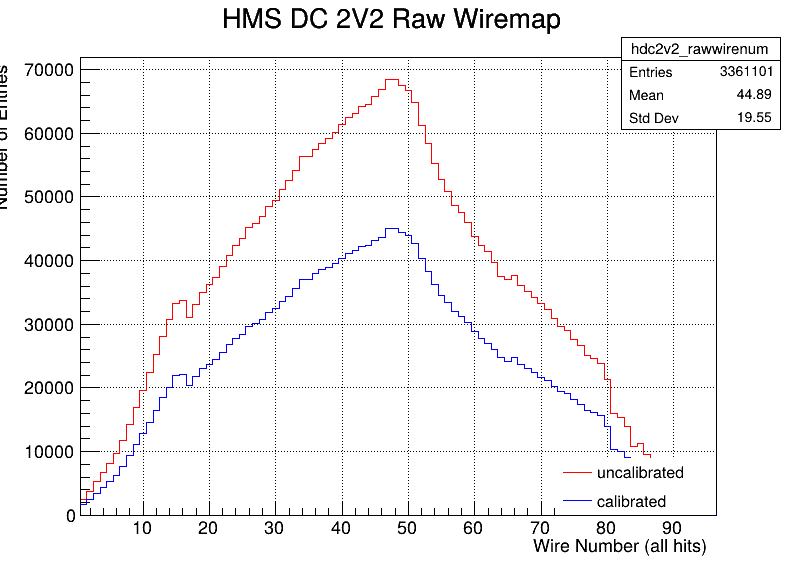 HMS DC 2V2 Raw Wiremap
hdc2v2_rawwirenum
Entries 3361101
Mean 44.89
Std Dev 19.55
Number of Entries
70000
60000
50000
40000
30000
20000
10000
0
uncalibrated
calibrated
10 20 30 40 50 60 70 80 90
Wire Number (all hits)